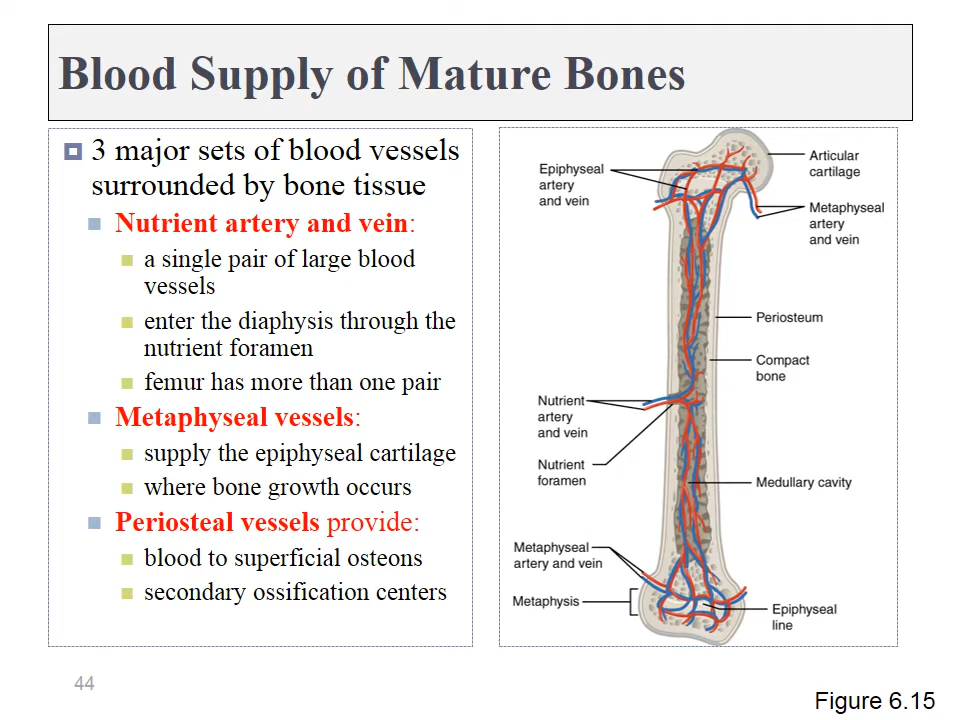 Blood Supply of Mature Bones
3 major sets of blood vessels
surrounded by bone tissue
Nutrient artery and vein:
a single pair of large blood
vessels
enter the diaphysis through the
nutrient foramen
femur has more than one pair
Metaphyseal vessels:
supply the epiphyseal cartilage
where bone growth occurs
Periosteal vessels provide:
blood to superficial osteons
secondary ossification centers
Epiphyseal
artery
and vein
Articular
cartilage
Metaphyseal
artery
and vein
Periosteum
Compact
bone
Nutrient
artery
and vein
Nutrient
foramen
Medullary cavity
Metaphyseal
artery and vein
Metaphysis
Epiphyseal
line
44
Figure 6.15